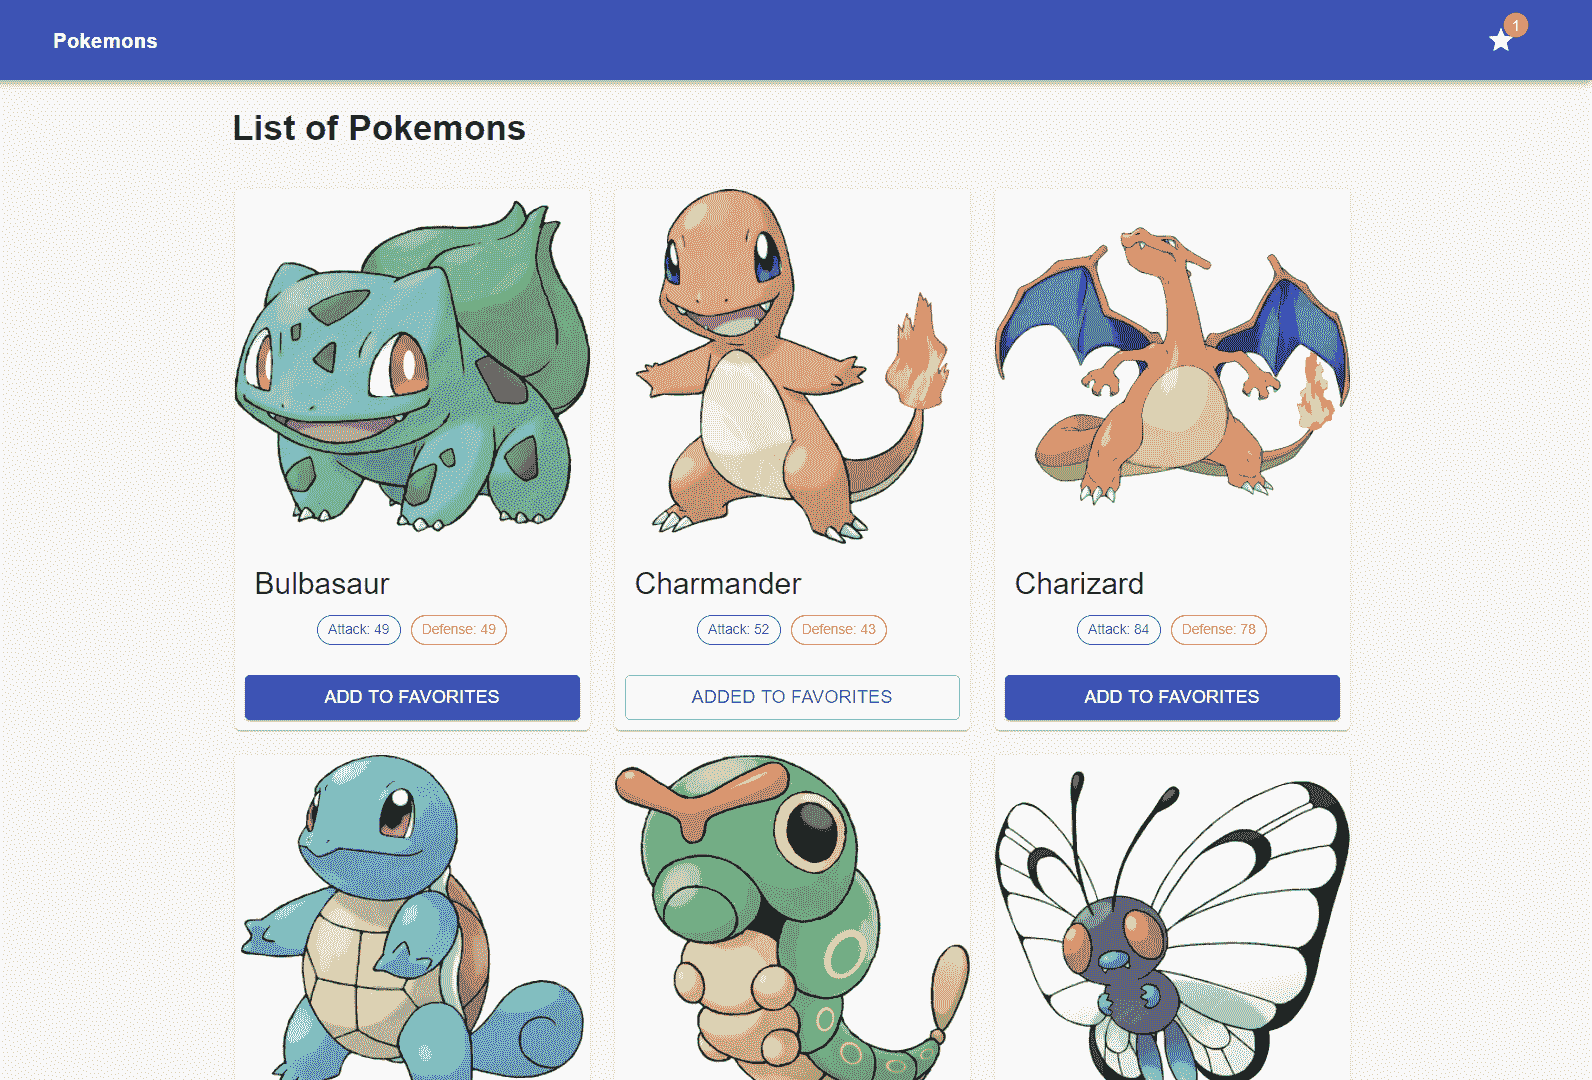 Pokemons
1
List of Pokemons
Bulbasaur
Attack: 49
Defense: 49
ADD TO FAVORITES
Charmander
Attack: 52
Defense: 43
ADDED TO FAVORITES
Charizard
Attack: 84
Defense: 78
ADD TO FAVORITES